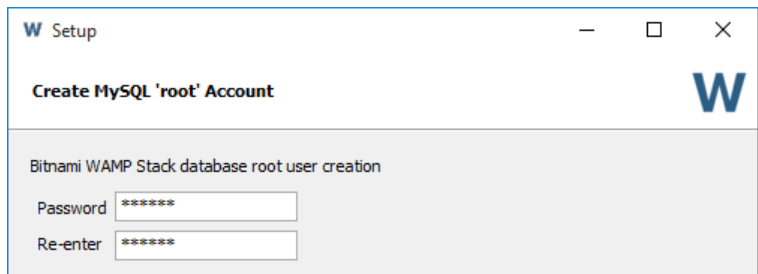 W Setup
Create MySQL 'root' Account
W
Bitnami WAMP Stack database root user creation
Password ******
Re-enter ******